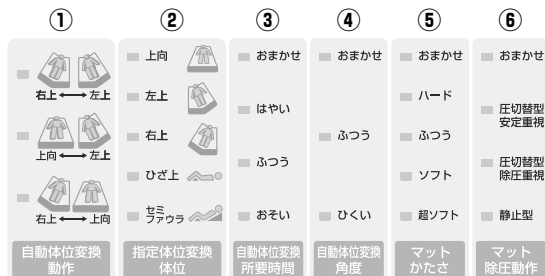 ① ② ③ ④ ⑤ ⑥
右上 ⟷ 左上
上向 ⟷ 左上
右上 ⟷ 上向
自動体位変換
動作
上向
左上
右上
ひざ上
セミ
ファウラ
指定体位変換
体位
おまかせ
はやい
ふつう
おそい
自動体位変換
所要時間
おまかせ
ふつう
ひくい
自動体位変換
角度
おまかせ
ハード
ふつう
ソフト
超ソフト
マット
かたさ
おまかせ
圧切替型
安定重視
圧切替型
除圧重視
静止型
マット
除圧動作